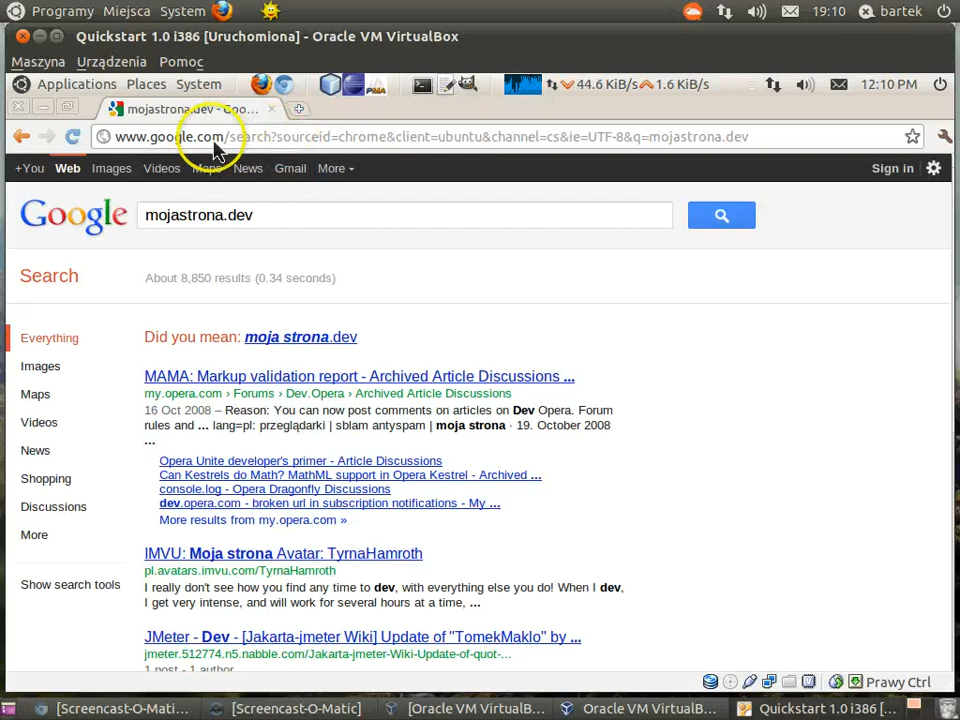 Programy Miejsca System 19:10 bartek
Quickstart 1.0 i386 [Uruchomiona] - Oracle VM VirtualBox
Maszyna Urządzenia Pomoc
Applications Places System PMA 44.6 KiB/s 1.6 KiB/s 12:10 PM
mojastrona.dev - Goo...
www.google.com/search?sourceid=chrome&client=ubuntu&channel=cs&ie=UTF-8&q=mojastrona.dev
+You Web Images Videos Maps News Gmail More Sign in
Google mojastrona.dev
Search About 8,850 results (0.34 seconds)
Everything
Images
Maps
Videos
News
Shopping
Discussions
More
Show search tools
Did you mean: moja strona.dev
MAMA: Markup validation report - Archived Article Discussions ...
my.opera.com › Forums › Dev.Opera › Archived Article Discussions
16 Oct 2008 – Reason: You can now post comments on articles on Dev Opera. Forum
rules and ... lang=pl: przeglądarki | sblam antyspam | moja strona · 19. October 2008
...
Opera Unite developer's primer - Article Discussions
Can Kestrels do Math? MathML support in Opera Kestrel - Archived ...
console.log - Opera Dragonfly Discussions
dev.opera.com - broken url in subscription notifications - My ...
More results from my.opera.com »
IMVU: Moja strona Avatar: TyrnaHamroth
pl.avatars.imvu.com/TyrnaHamroth
I really don't see how you find any time to dev, with everything else you do! When I dev,
I get very intense, and will work for several hours at a time, ...
JMeter - Dev - [Jakarta-jmeter Wiki] Update of "TomekMaklo" by ...
jmeter.512774.n5.nabble.com/Jakarta-jmeter-Wiki-Update-of-quot-...
1 post - 1 author
Prawy Ctrl
[Screencast-O-Mati... [Screencast-O-Matic] [Oracle VM VirtualB... Oracle VM VirtualB... Quickstart 1.0 i386 [...